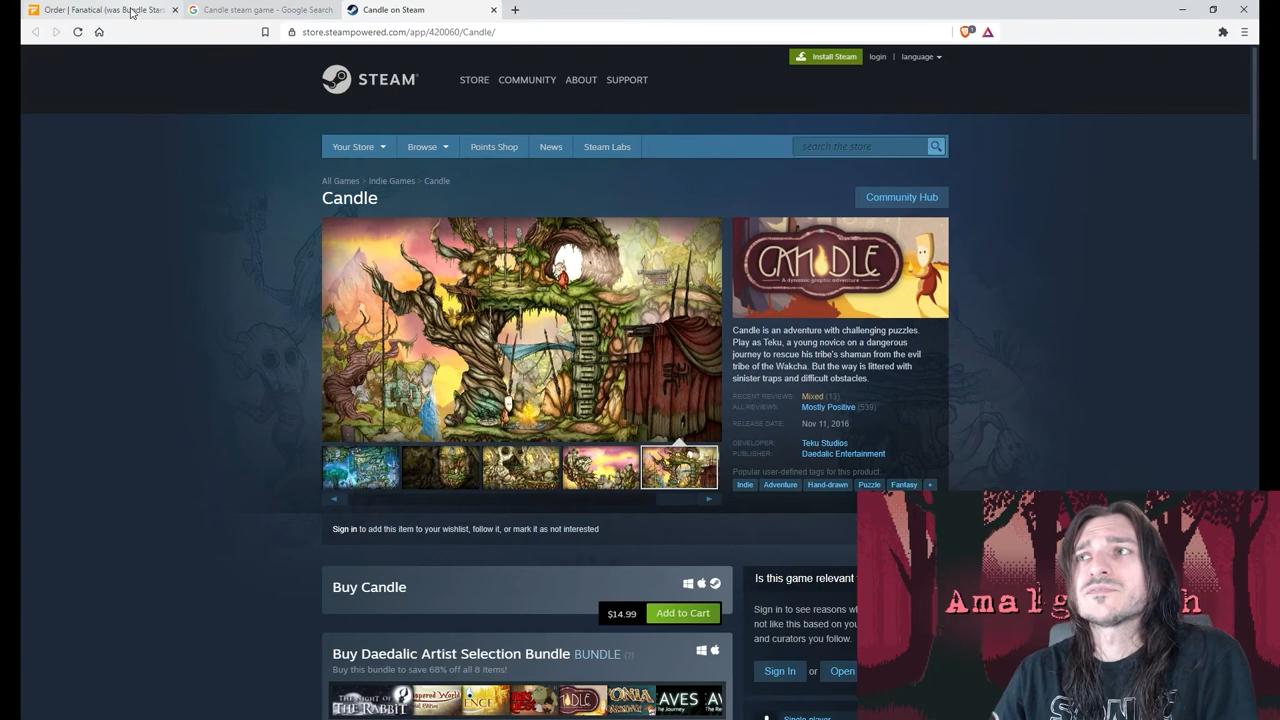 Order | Fanatical (was Bundle Stars
Candle steam game - Google Search
Candle on Steam
store.steampowered.com/app/420060/Candle/
Install Steam
login | language
STEAM
STORE COMMUNITY ABOUT SUPPORT
Your Store Browse Points Shop News Steam Labs search the store
All Games > Indie Games > Candle
Candle
Community Hub
CANDLE
Candle is an adventure with challenging puzzles.
Play as Teku, a young novice on a dangerous
journey to rescue his tribe's shaman from the evil
tribe of the Wakcha. But the way is littered with
sinister traps and difficult obstacles.
RECENT REVIEWS: Mixed (13)
ALL REVIEWS: Mostly Positive (539)
RELEASE DATE: Nov 11, 2016
DEVELOPER: Teku Studios
PUBLISHER: Daedalic Entertainment
Popular user-defined tags for this product:
Indie Adventure Hand-drawn Puzzle Fantasy +
Sign in to add this item to your wishlist, follow it, or mark it as not interested
Buy Candle
$14.99 Add to Cart
Is this game relevant
Sign in to see reasons
not like this based on you
and curators you follow.
Sign In or Open
Buy Daedalic Artist Selection Bundle BUNDLE (?)
Buy this bundle to save 68% off all 8 items!
THE NIGHT OF THE RABBIT
Single-player